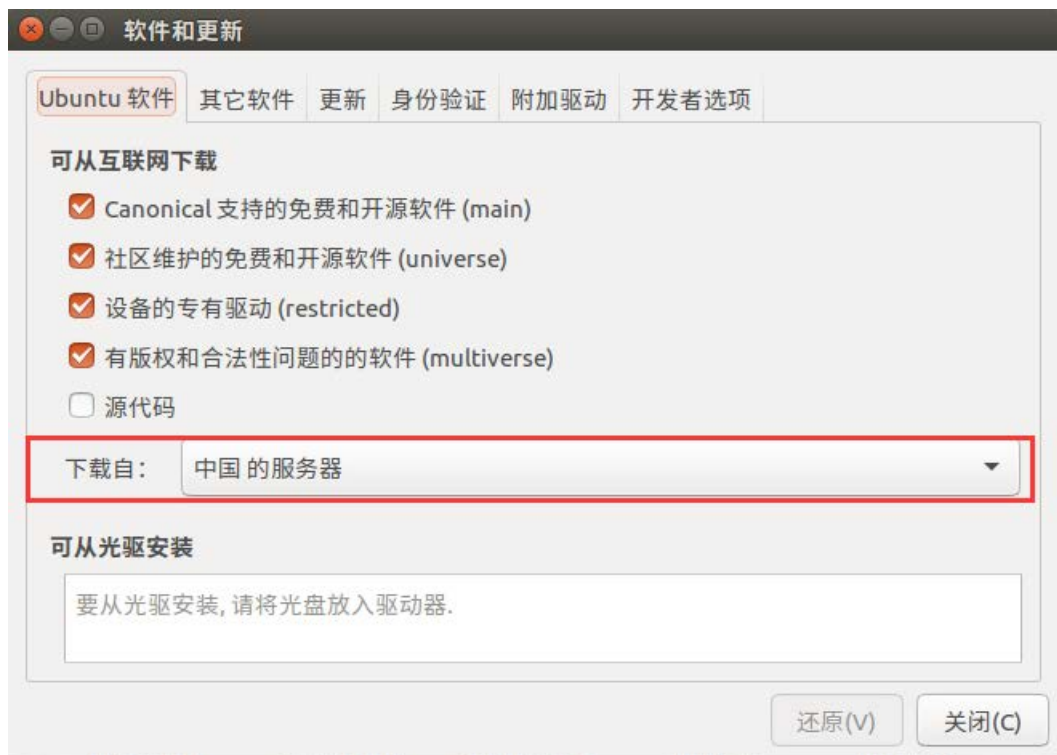 软件和更新
Ubuntu 软件 其它软件 更新 身份验证 附加驱动 开发者选项
可从互联网下载
Canonical 支持的免费和开源软件 (main)
社区维护的免费和开源软件 (universe)
设备的专有驱动 (restricted)
有版权和合法性问题的的软件 (multiverse)
源代码
下载自： 中国 的服务器
可从光驱安装
要从光驱安装, 请将光盘放入驱动器.
还原(V) 关闭(C)